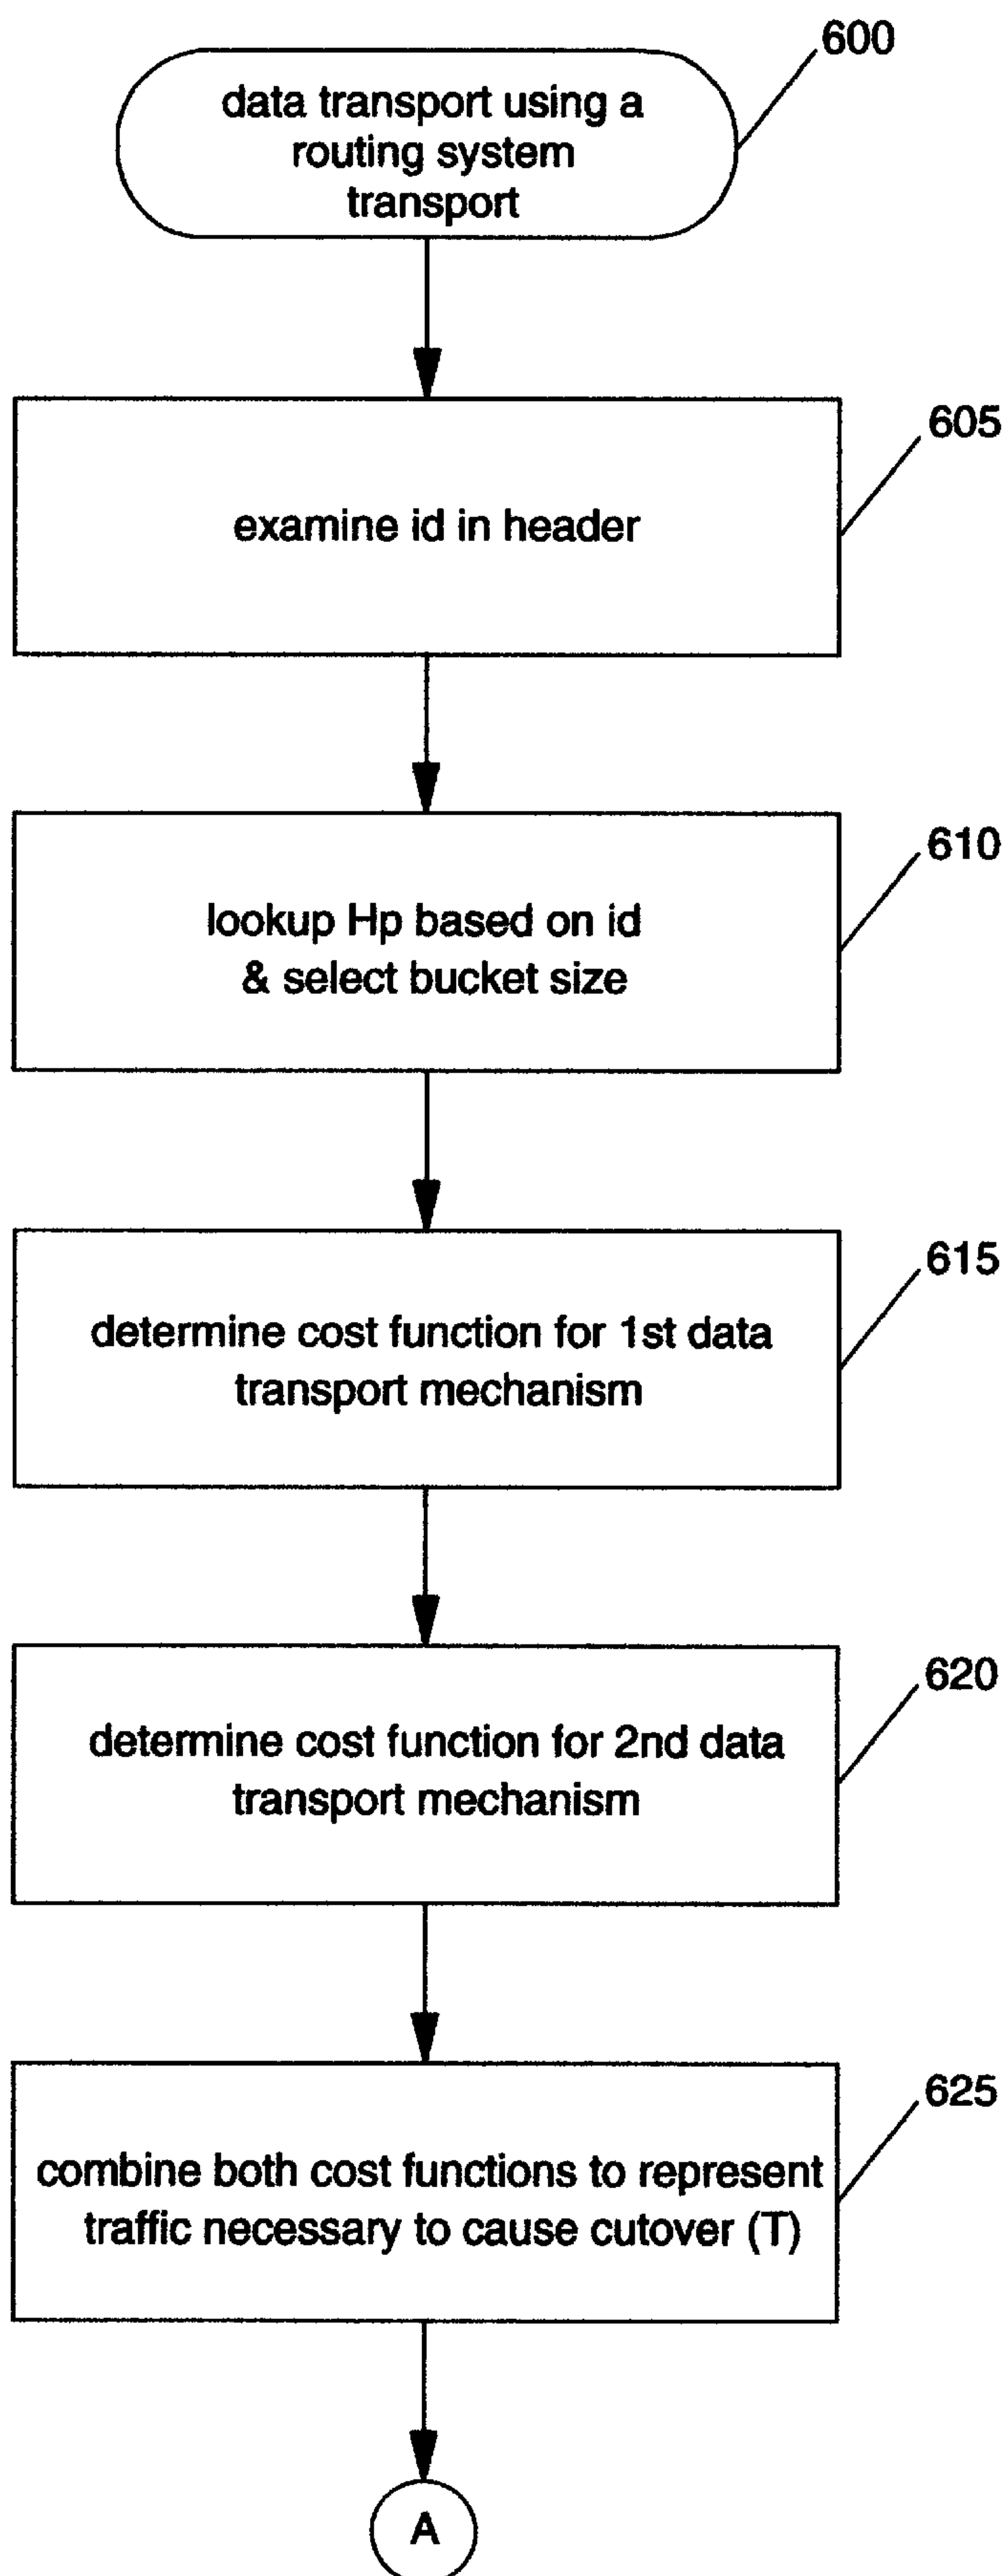 600
data transport using a
routing system
transport
605
examine id in header
610
lookup Hp based on id
& select bucket size
615
determine cost function for 1st data
transport mechanism
620
determine cost function for 2nd data
transport mechanism
625
combine both cost functions to represent
traffic necessary to cause cutover (T)
A